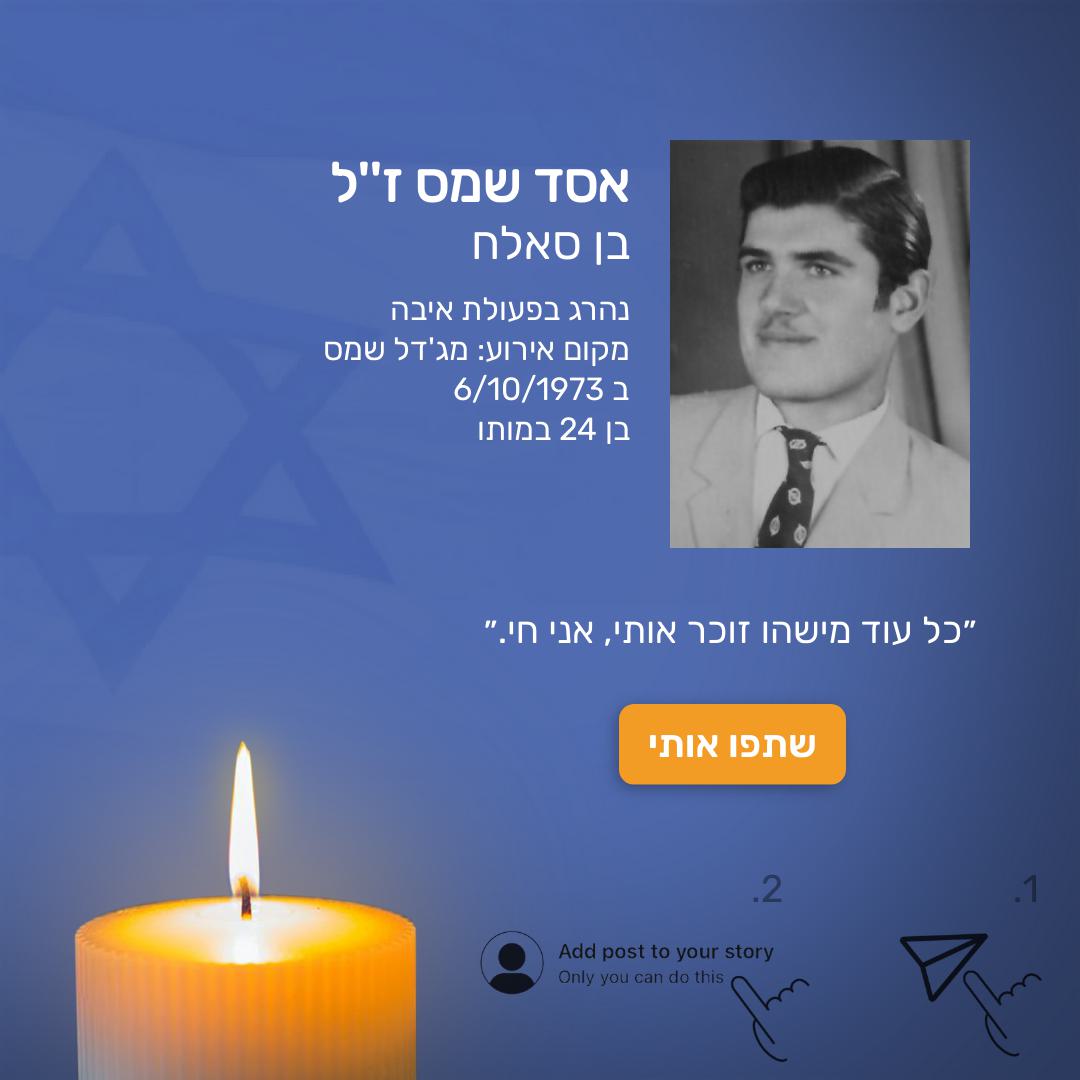 אסד שמס ז"ל
בן סאלח
נהרג בפעולת איבה
מקום אירוע: מג'דל שמס
ב 6/10/1973
בן 24 במותו
״כל עוד מישהו זוכר אותי, אני חי.״
שתפו אותי
.1
.2
Add post to your story
Only you can do this